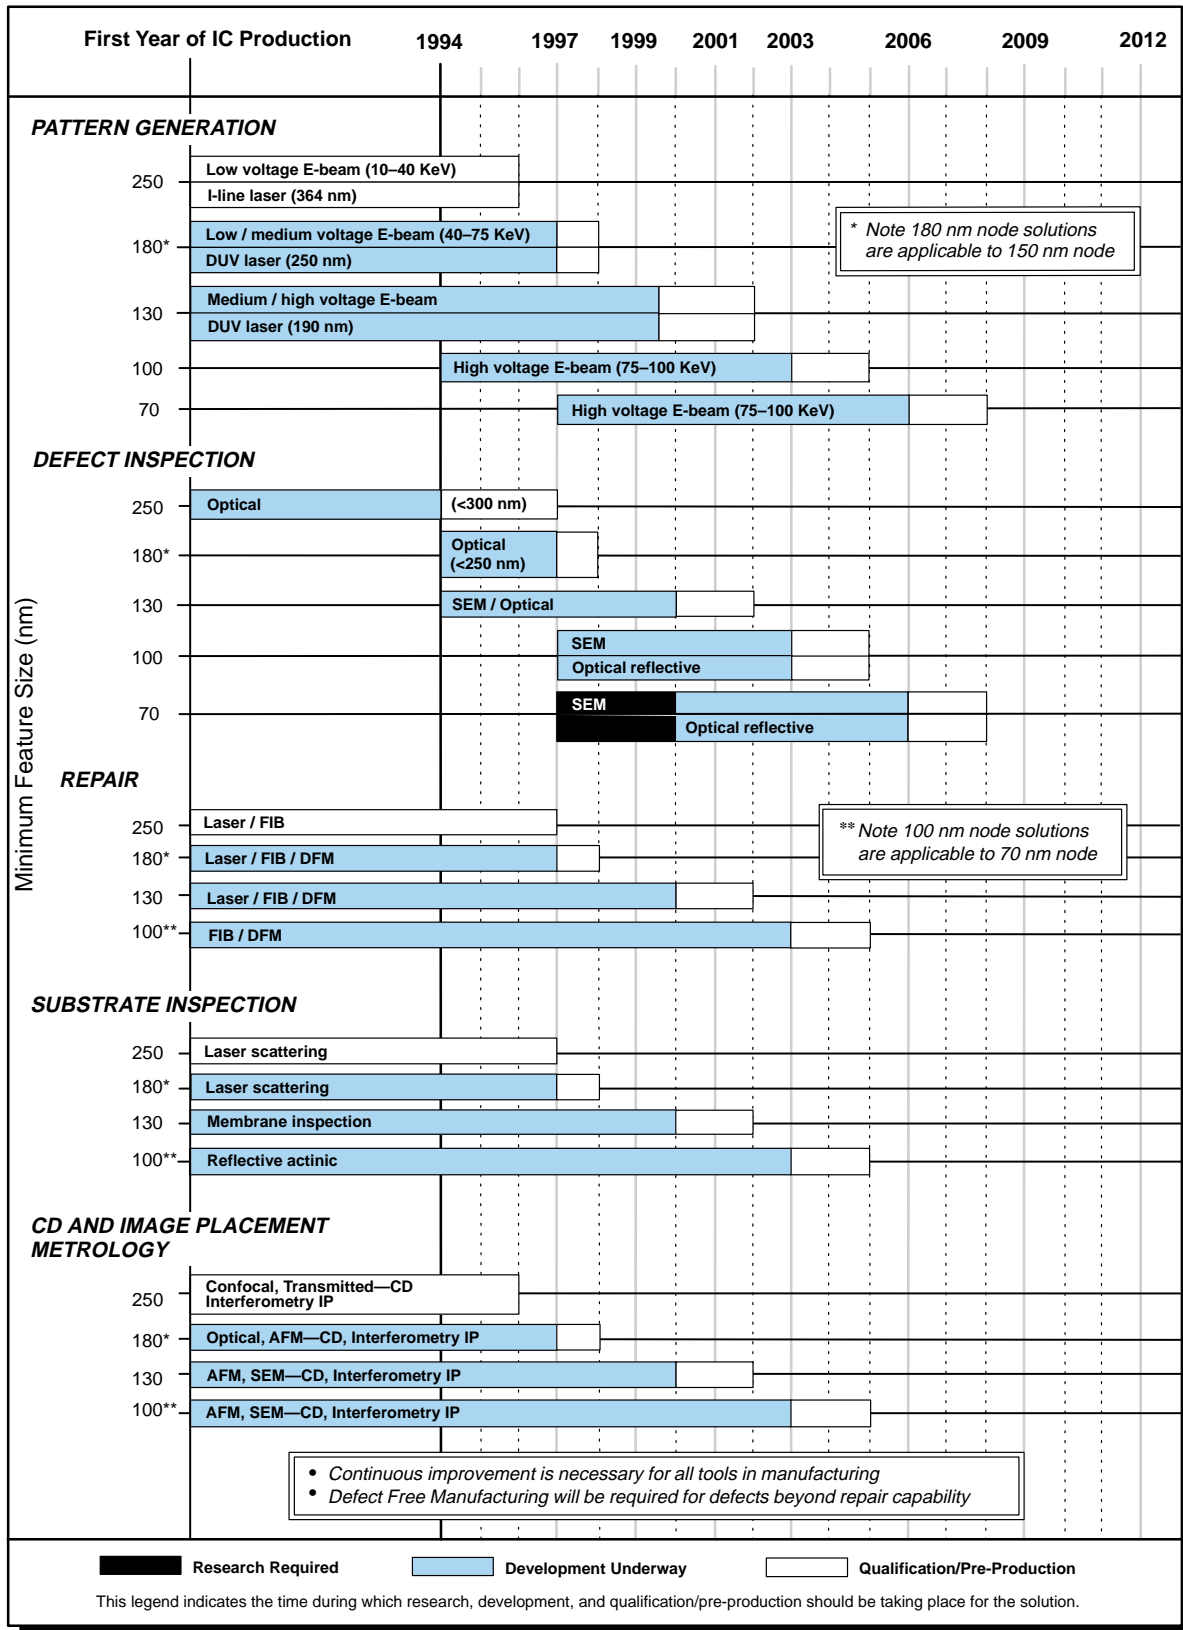 First Year of IC Production 1994 1997 1999 2001 2003 2006 2009 2012
PATTERN GENERATION
250
Low voltage E-beam (10–40 KeV)
I-line laser (364 nm)
180*
Low / medium voltage E-beam (40–75 KeV)
DUV laser (250 nm)
* Note 180 nm node solutions
are applicable to 150 nm node
130
Medium / high voltage E-beam
DUV laser (190 nm)
100 High voltage E-beam (75–100 KeV)
70 High voltage E-beam (75–100 KeV)
DEFECT INSPECTION
250 Optical (<300 nm)
180* Optical
(<250 nm)
130 SEM / Optical
100
SEM
Optical reflective
70
SEM
Optical reflective
Minimum Feature Size (nm)
REPAIR
250 Laser / FIB
180* Laser / FIB / DFM
130 Laser / FIB / DFM
100** FIB / DFM
** Note 100 nm node solutions
are applicable to 70 nm node
SUBSTRATE INSPECTION
250 Laser scattering
180* Laser scattering
130 Membrane inspection
100** Reflective actinic
CD AND IMAGE PLACEMENT
METROLOGY
250
Confocal, Transmitted—CD
Interferometry IP
180* Optical, AFM—CD, Interferometry IP
130 AFM, SEM—CD, Interferometry IP
100** AFM, SEM—CD, Interferometry IP
• Continuous improvement is necessary for all tools in manufacturing
• Defect Free Manufacturing will be required for defects beyond repair capability
Research Required Development Underway Qualification/Pre-Production
This legend indicates the time during which research, development, and qualification/pre-production should be taking place for the solution.